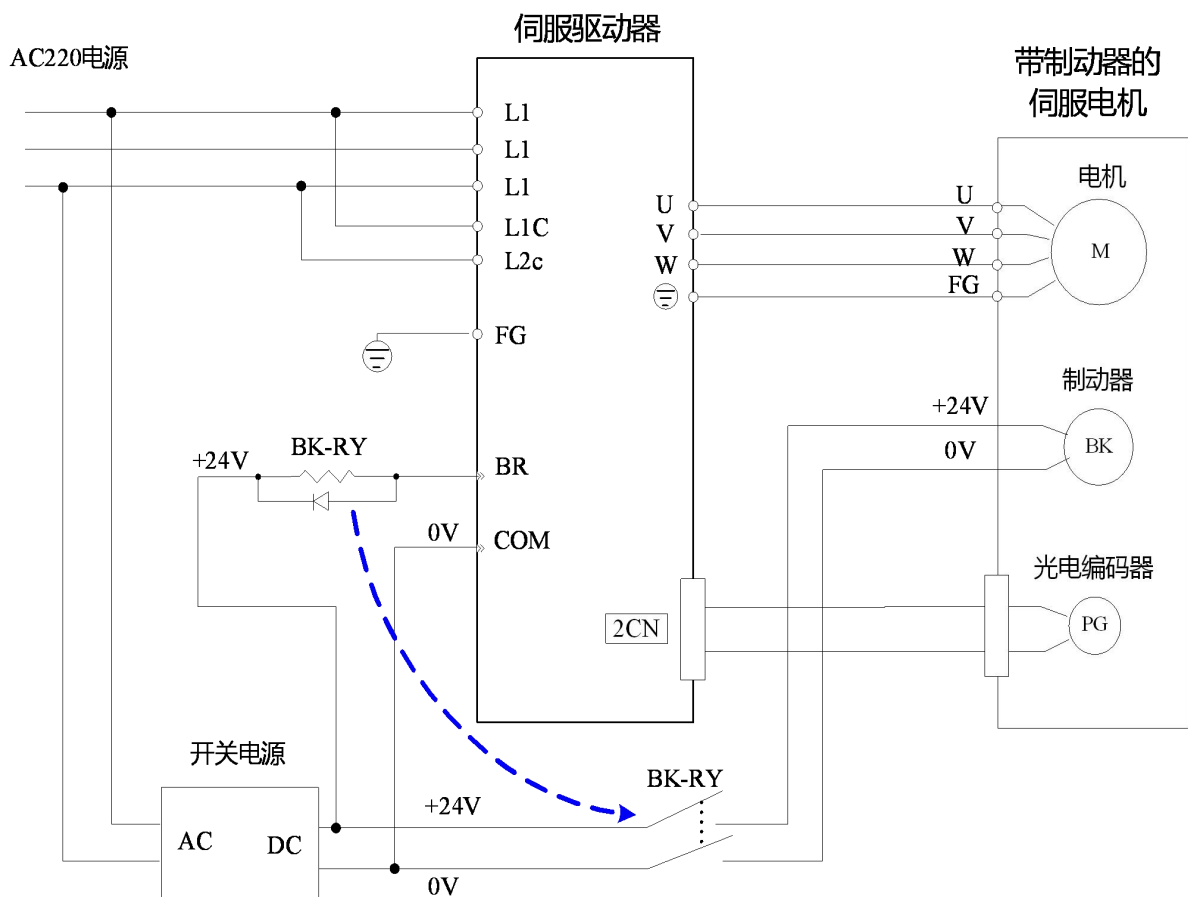 伺服驱动器
AC220电源
带制动器的
伺服电机
L1
L1
L1
L1C
L2c
FG
U
V
W
U
V
W
FG
电机
M
BK-RY
+24V
BR
0V
COM
制动器
+24V
0V
BK
光电编码器
2CN
PG
开关电源
AC
DC
+24V
0V
BK-RY